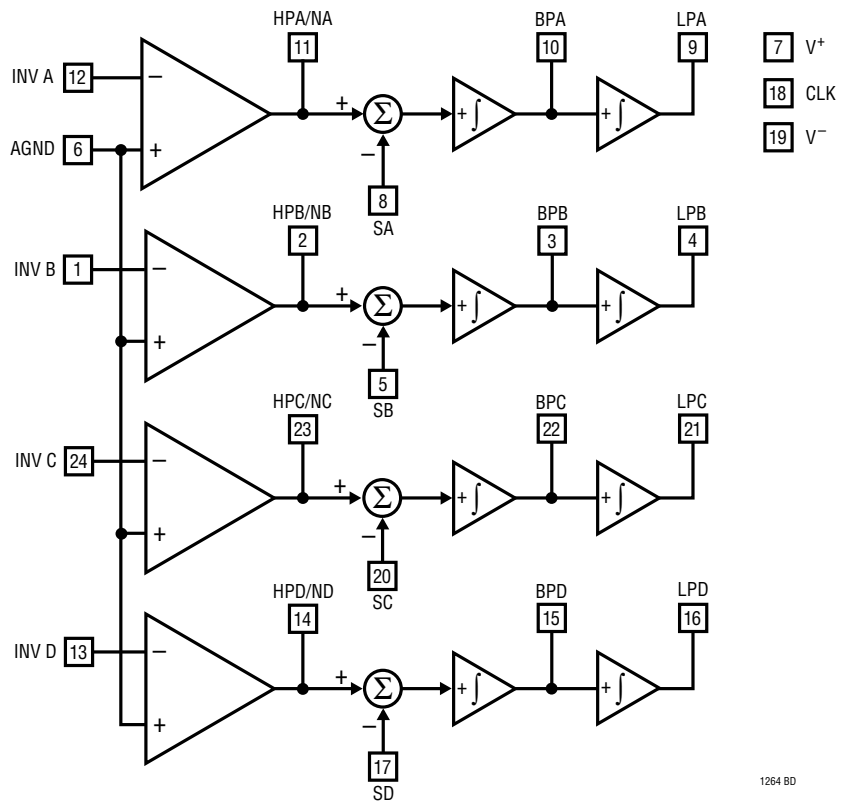 HPA/NA BPA LPA
11 10 9 7 V+
INV A 12 − + Σ + ∫ + ∫ 18 CLK
AGND 6 + − 19 V−
8
SA
HPB/NB BPB LPB
2 3 4
INV B 1 − + Σ + ∫ + ∫
+ −
5
SB
HPC/NC BPC LPC
23 22 21
INV C 24 − + Σ + ∫ + ∫
+ −
20
SC
HPD/ND BPD LPD
14 15 16
INV D 13 − + Σ + ∫ + ∫
+ −
17
SD
1264 BD